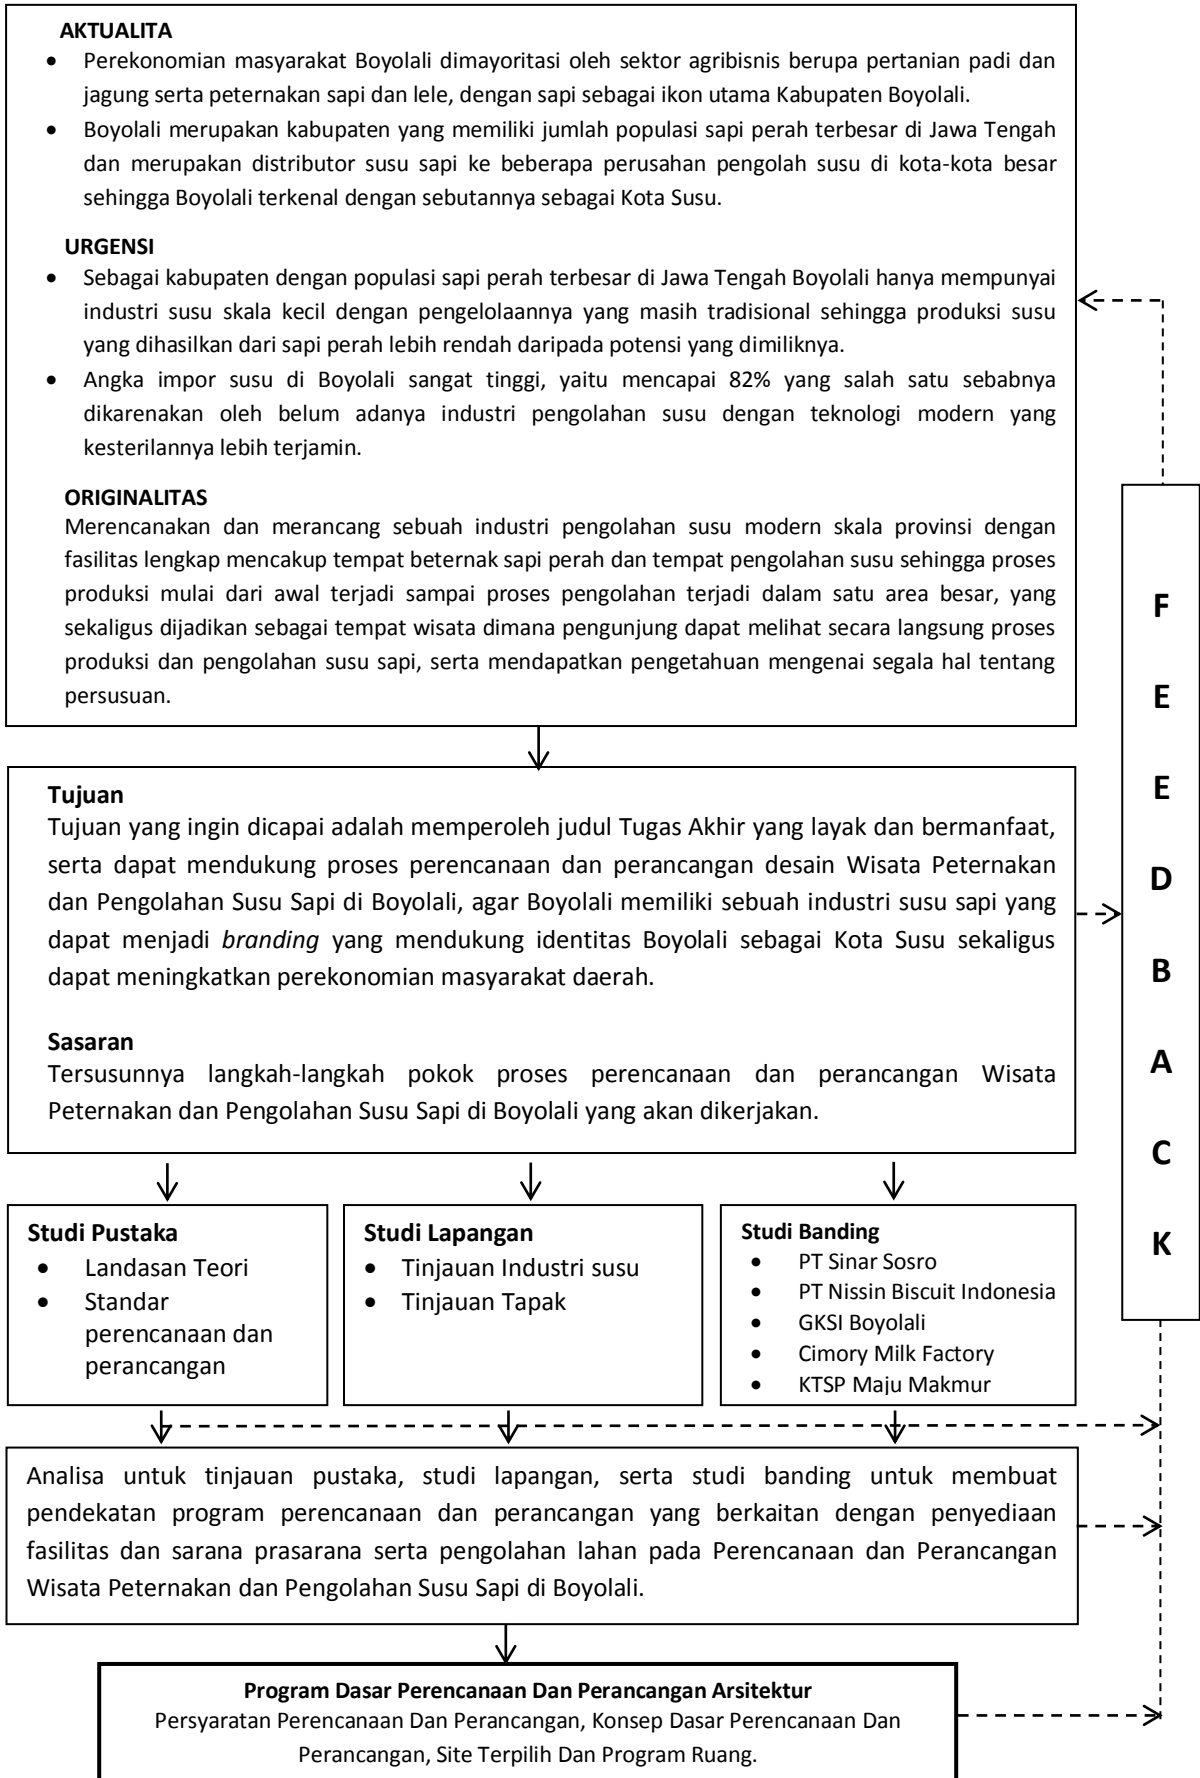 AKTUALITA
• Perekonomian masyarakat Boyolali dimayoritasi oleh sektor agribisnis berupa pertanian padi dan
jagung serta peternakan sapi dan lele, dengan sapi sebagai ikon utama Kabupaten Boyolali.
• Boyolali merupakan kabupaten yang memiliki jumlah populasi sapi perah terbesar di Jawa Tengah
dan merupakan distributor susu sapi ke beberapa perusahan pengolah susu di kota-kota besar
sehingga Boyolali terkenal dengan sebutannya sebagai Kota Susu.
URGENSI
• Sebagai kabupaten dengan populasi sapi perah terbesar di Jawa Tengah Boyolali hanya mempunyai
industri susu skala kecil dengan pengelolaannya yang masih tradisional sehingga produksi susu
yang dihasilkan dari sapi perah lebih rendah daripada potensi yang dimiliknya.
• Angka impor susu di Boyolali sangat tinggi, yaitu mencapai 82% yang salah satu sebabnya
dikarenakan oleh belum adanya industri pengolahan susu dengan teknologi modern yang
kesterilannya lebih terjamin.
ORIGINALITAS
Merencanakan dan merancang sebuah industri pengolahan susu modern skala provinsi dengan
fasilitas lengkap mencakup tempat beternak sapi perah dan tempat pengolahan susu sehingga proses
produksi mulai dari awal terjadi sampai proses pengolahan terjadi dalam satu area besar, yang
sekaligus dijadikan sebagai tempat wisata dimana pengunjung dapat melihat secara langsung proses
produksi dan pengolahan susu sapi, serta mendapatkan pengetahuan mengenai segala hal tentang
persusuan.
Tujuan
Tujuan yang ingin dicapai adalah memperoleh judul Tugas Akhir yang layak dan bermanfaat,
serta dapat mendukung proses perencanaan dan perancangan desain Wisata Peternakan
dan Pengolahan Susu Sapi di Boyolali, agar Boyolali memiliki sebuah industri susu sapi yang
dapat menjadi branding yang mendukung identitas Boyolali sebagai Kota Susu sekaligus
dapat meningkatkan perekonomian masyarakat daerah.
Sasaran
Tersusunnya langkah-langkah pokok proses perencanaan dan perancangan Wisata
Peternakan dan Pengolahan Susu Sapi di Boyolali yang akan dikerjakan.
Studi Pustaka
• Landasan Teori
• Standar
perencanaan dan
perancangan
Studi Lapangan
• Tinjauan Industri susu
• Tinjauan Tapak
Studi Banding
• PT Sinar Sosro
• PT Nissin Biscuit Indonesia
• GKSI Boyolali
• Cimory Milk Factory
• KTSP Maju Makmur
Analisa untuk tinjauan pustaka, studi lapangan, serta studi banding untuk membuat
pendekatan program perencanaan dan perancangan yang berkaitan dengan penyediaan
fasilitas dan sarana prasarana serta pengolahan lahan pada Perencanaan dan Perancangan
Wisata Peternakan dan Pengolahan Susu Sapi di Boyolali.
Program Dasar Perencanaan Dan Perancangan Arsitektur
Persyaratan Perencanaan Dan Perancangan, Konsep Dasar Perencanaan Dan
Perancangan, Site Terpilih Dan Program Ruang.
F
E
E
D
B
A
C
K